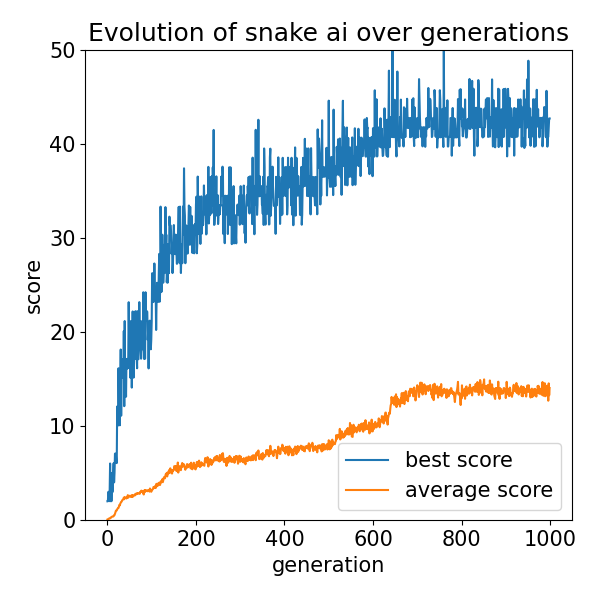 Evolution of snake ai over generations
50
40
30
20
10
0
score
best score
average score
0 200 400 600 800 1000
generation